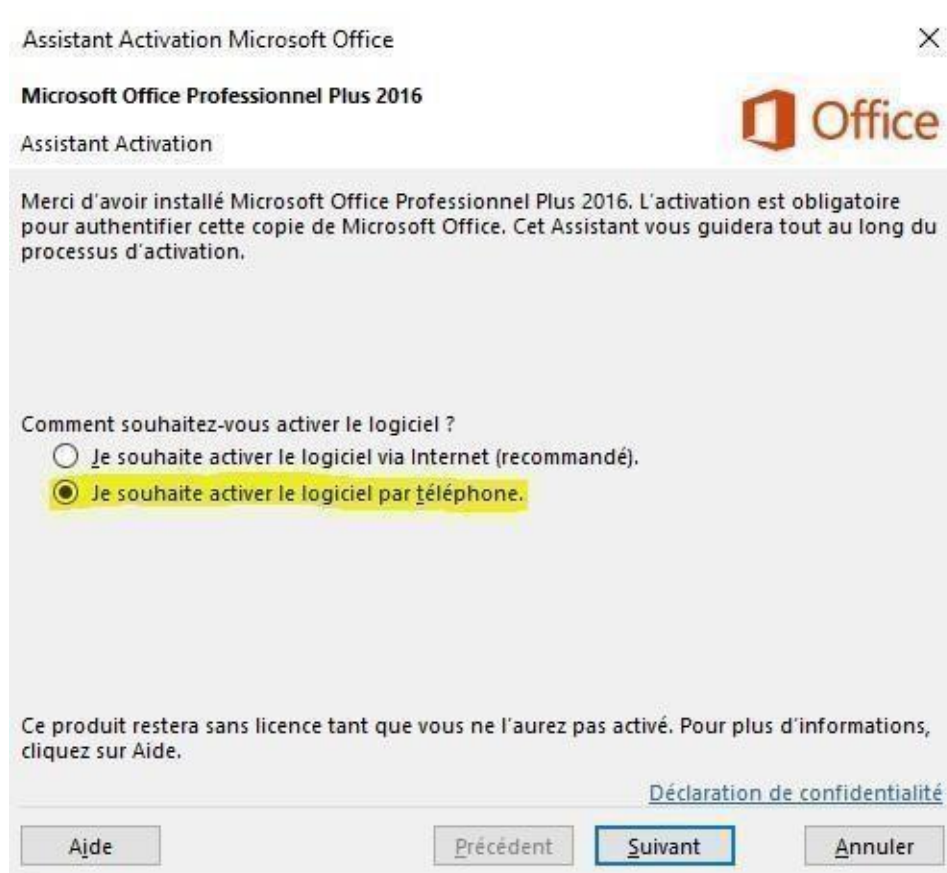 Assistant Activation Microsoft Office
Microsoft Office Professionnel Plus 2016
Office
Assistant Activation
Merci d'avoir installé Microsoft Office Professionnel Plus 2016. L'activation est obligatoire
pour authentifier cette copie de Microsoft Office. Cet Assistant vous guidera tout au long du
processus d'activation.
Comment souhaitez-vous activer le logiciel ?
Je souhaite activer le logiciel via Internet (recommandé).
Je souhaite activer le logiciel par téléphone.
Ce produit restera sans licence tant que vous ne l'aurez pas activé. Pour plus d'informations,
cliquez sur Aide.
Déclaration de confidentialité
Aide Précédent Suivant Annuler